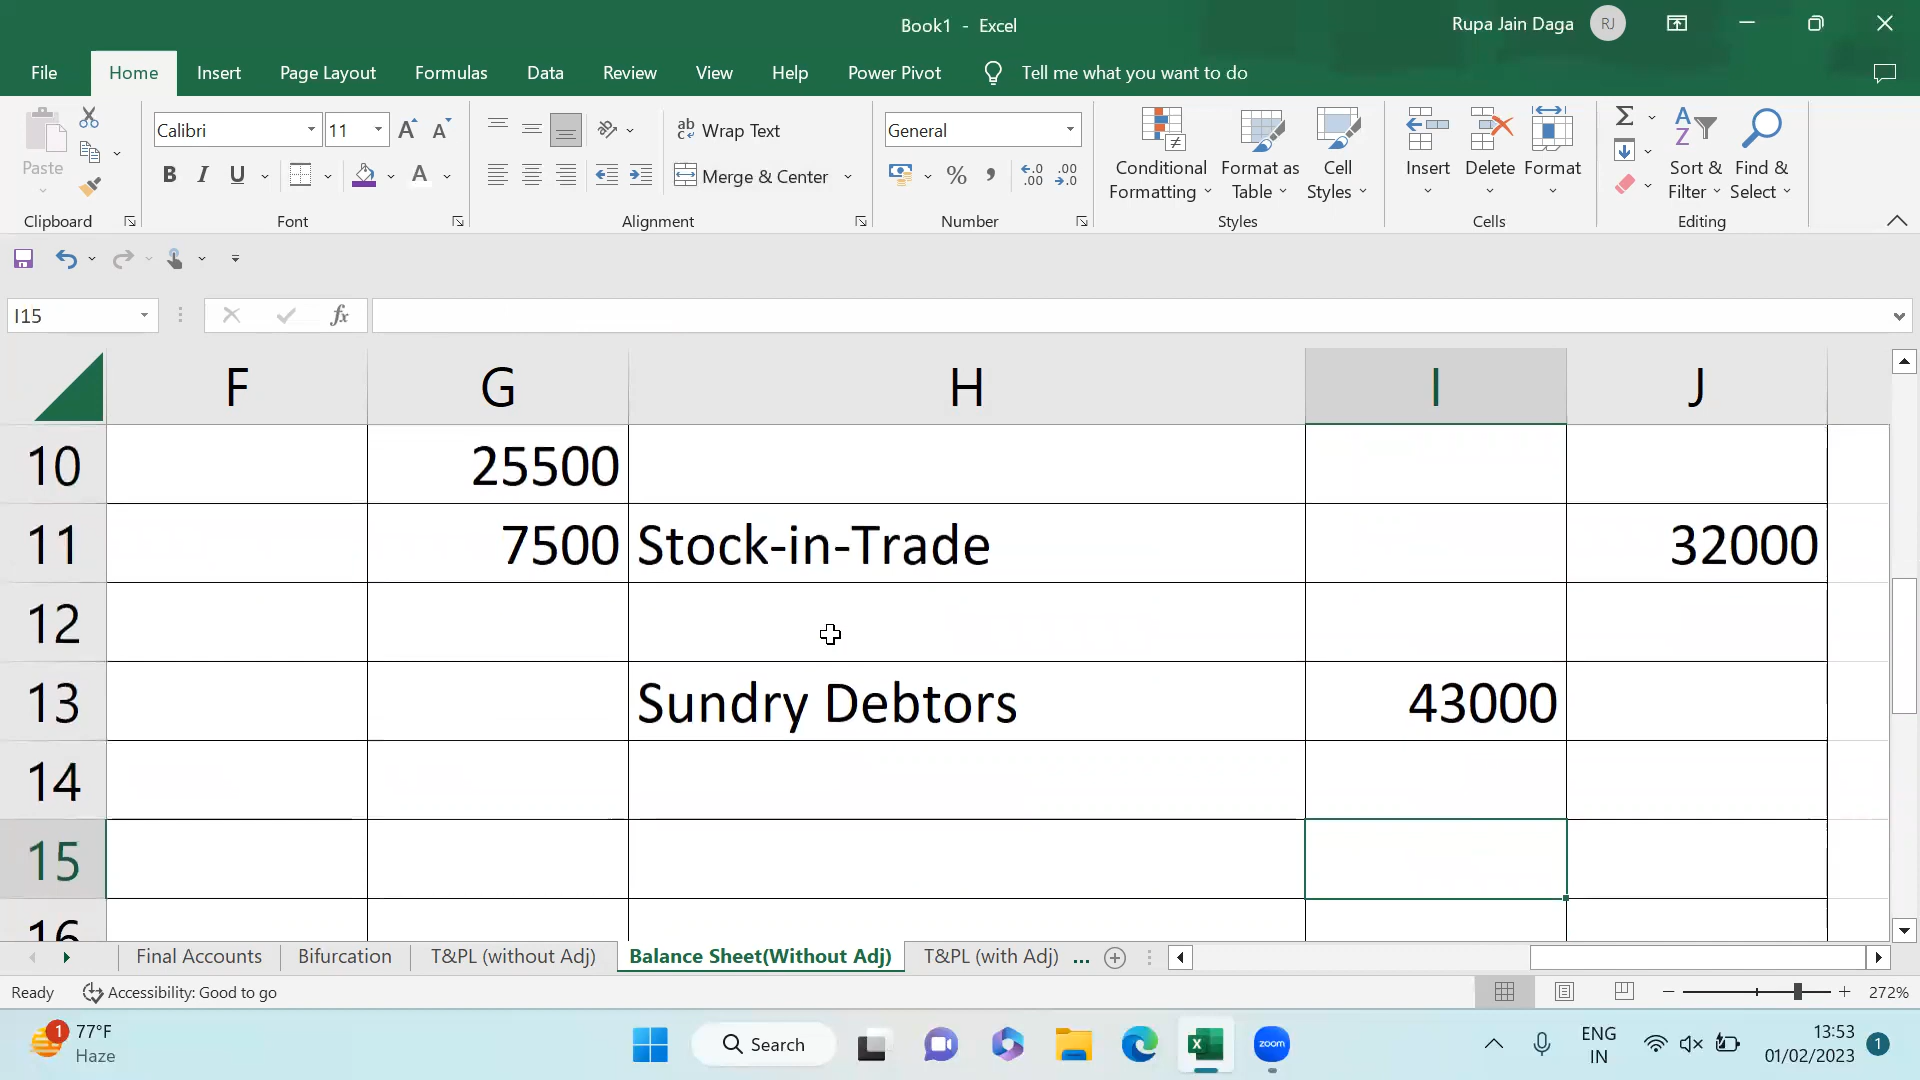 Book1 - Excel
Rupa Jain Daga RJ
File Home Insert Page Layout Formulas Data Review View Help Power Pivot Tell me what you want to do
Paste
Clipboard
Calibri 11
B I U
Font
Wrap Text
Merge & Center
Alignment
General
Number
Conditional Formatting
Format as Table
Cell Styles
Styles
Insert
Delete
Format
Cells
Sort & Filter
Find & Select
Editing
I15
fx
F G H I J
10 25500
11 7500 Stock-in-Trade 32000
12
13 Sundry Debtors 43000
14
15
16
Final Accounts Bifurcation T&PL (without Adj) Balance Sheet(Without Adj) T&PL (with Adj) ...
Ready Accessibility: Good to go 272%
1 77°F
Haze
Search
zoom
ENG
IN
13:53
01/02/2023
1